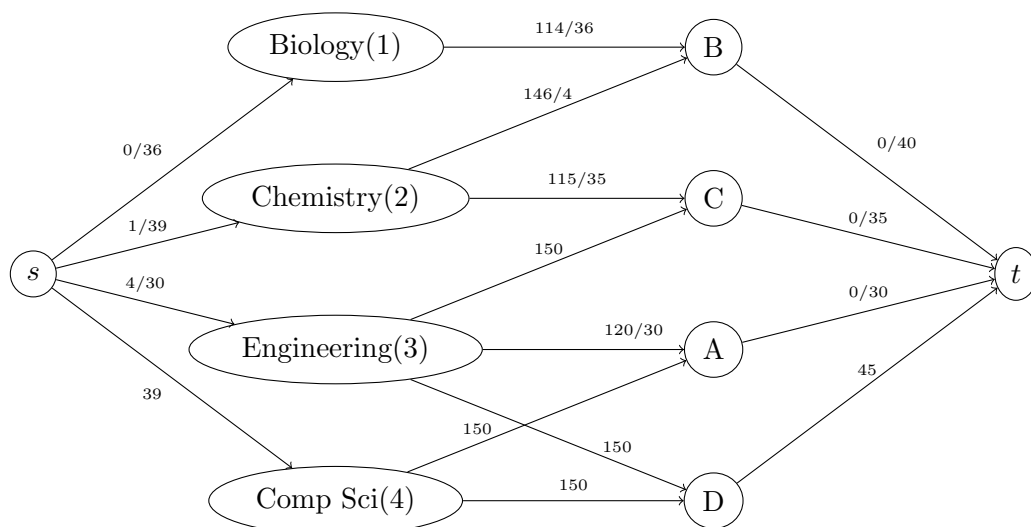 Biology(1)
114/36
B
146/4
0/36
0/40
Chemistry(2)
115/35
C
1/39
0/35
150
s
t
4/30
0/30
Engineering(3)
120/30
A
39
45
150
150
Comp Sci(4)
150
D